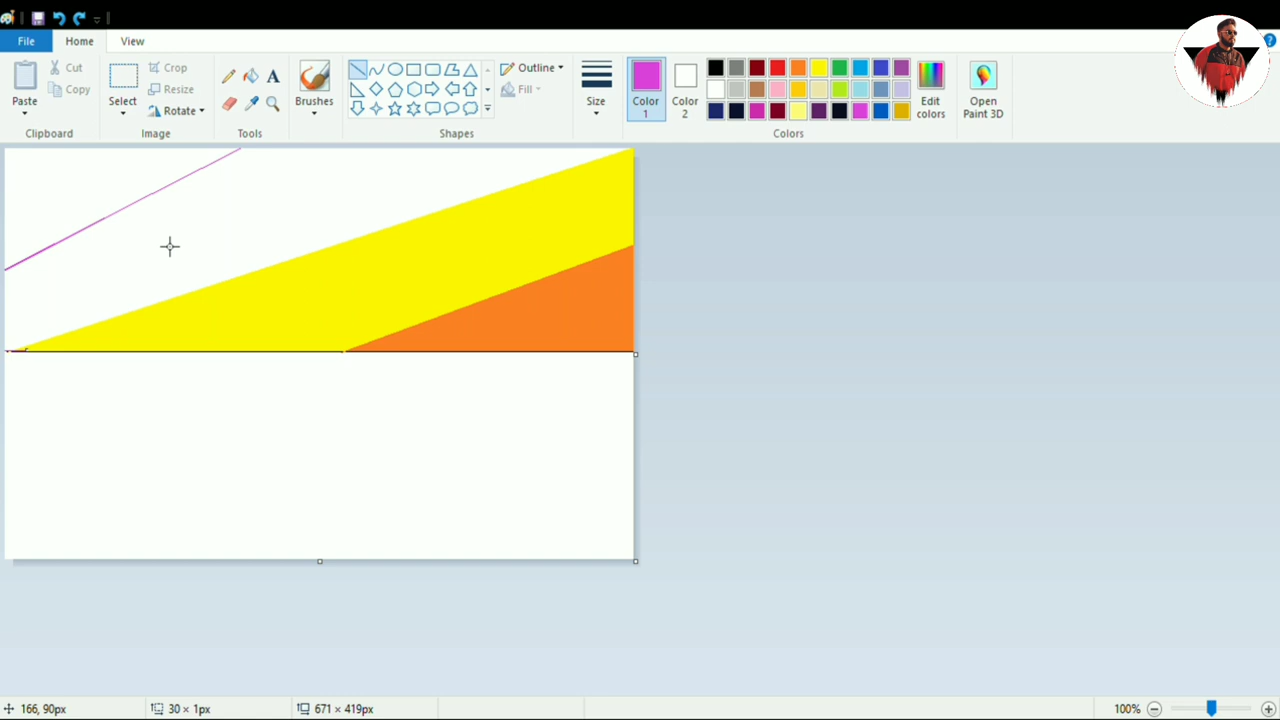 File Home View
Cut
Copy
Paste
Clipboard
Crop
Resize
Rotate
Select
Image
A
Tools
Brushes
Outline
Fill
Shapes
Size
Color
1
Color
2
Edit
colors
Colors
Open
Paint 3D
?
166, 90px
30 × 1px
671 × 419px
100%